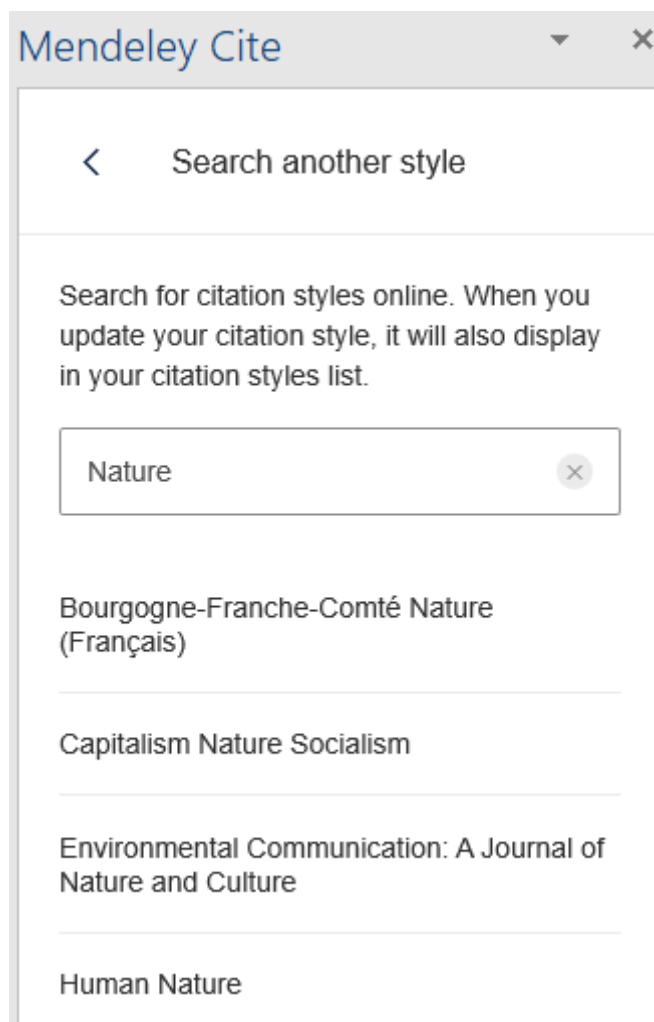 Mendeley Cite
Search another style
Search for citation styles online. When you
update your citation style, it will also display
in your citation styles list.
Nature
Bourgogne-Franche-Comté Nature
(Français)
Capitalism Nature Socialism
Environmental Communication: A Journal of
Nature and Culture
Human Nature